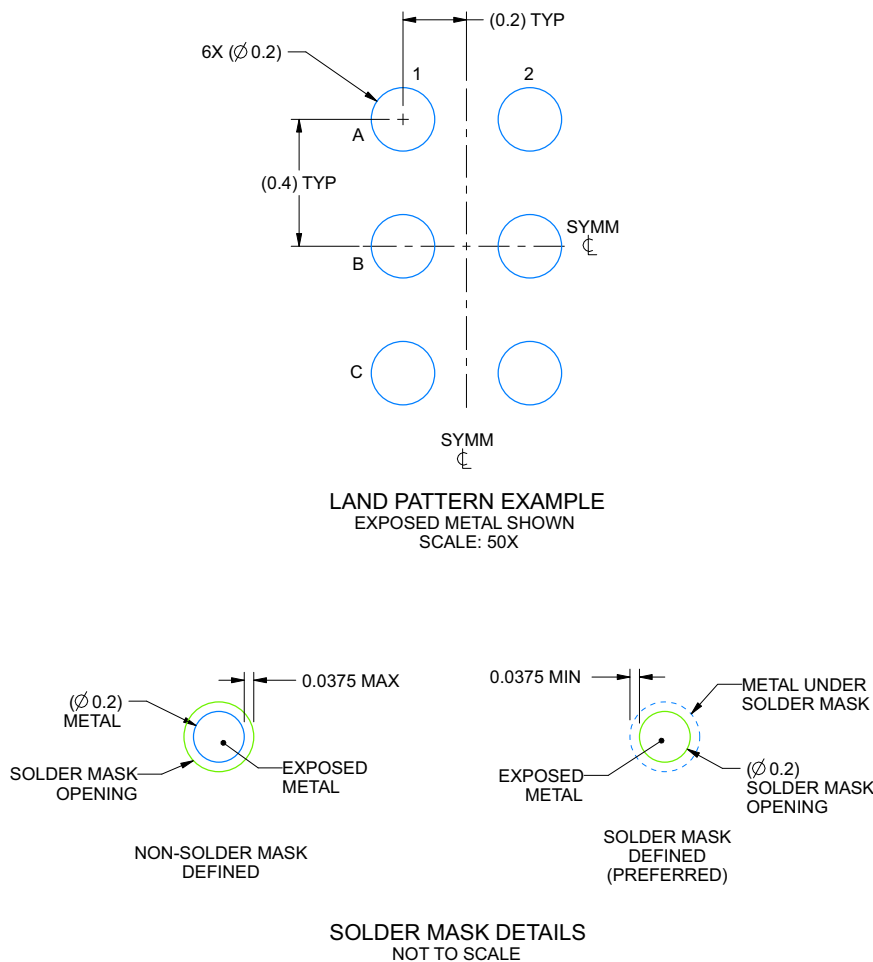 (0.2) TYP
6X (∅ 0.2)
1
2
A
(0.4) TYP
SYMM
℄
B
C
SYMM
℄
LAND PATTERN EXAMPLE
EXPOSED METAL SHOWN
SCALE: 50X
0.0375 MAX
(∅ 0.2)
METAL
SOLDER MASK
OPENING
EXPOSED
METAL
NON-SOLDER MASK
DEFINED
0.0375 MIN
METAL UNDER
SOLDER MASK
EXPOSED
METAL
(∅ 0.2)
SOLDER MASK
OPENING
SOLDER MASK
DEFINED
(PREFERRED)
SOLDER MASK DETAILS
NOT TO SCALE